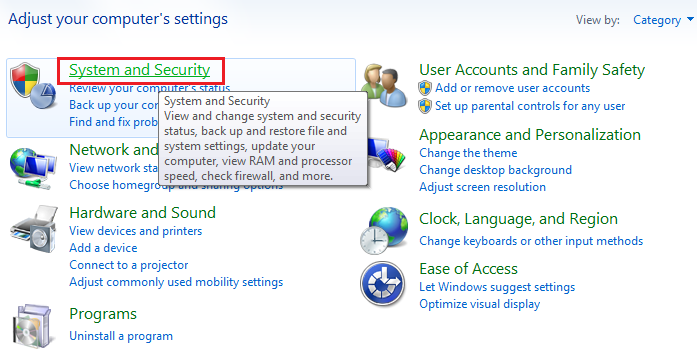 Adjust your computer's settings
View by: Category
System and Security
Review your computer's status
Back up your com
Find and fix prob
System and Security
View and change system and security
status, back up and restore file and
system settings, update your
computer, view RAM and processor
speed, check firewall, and more.
Network and
View network sta
Choose homegroup and sharing options
Hardware and Sound
View devices and printers
Add a device
Connect to a projector
Adjust commonly used mobility settings
Programs
Uninstall a program
User Accounts and Family Safety
Add or remove user accounts
Set up parental controls for any user
Appearance and Personalization
Change the theme
Change desktop background
Adjust screen resolution
Clock, Language, and Region
Change keyboards or other input methods
Ease of Access
Let Windows suggest settings
Optimize visual display